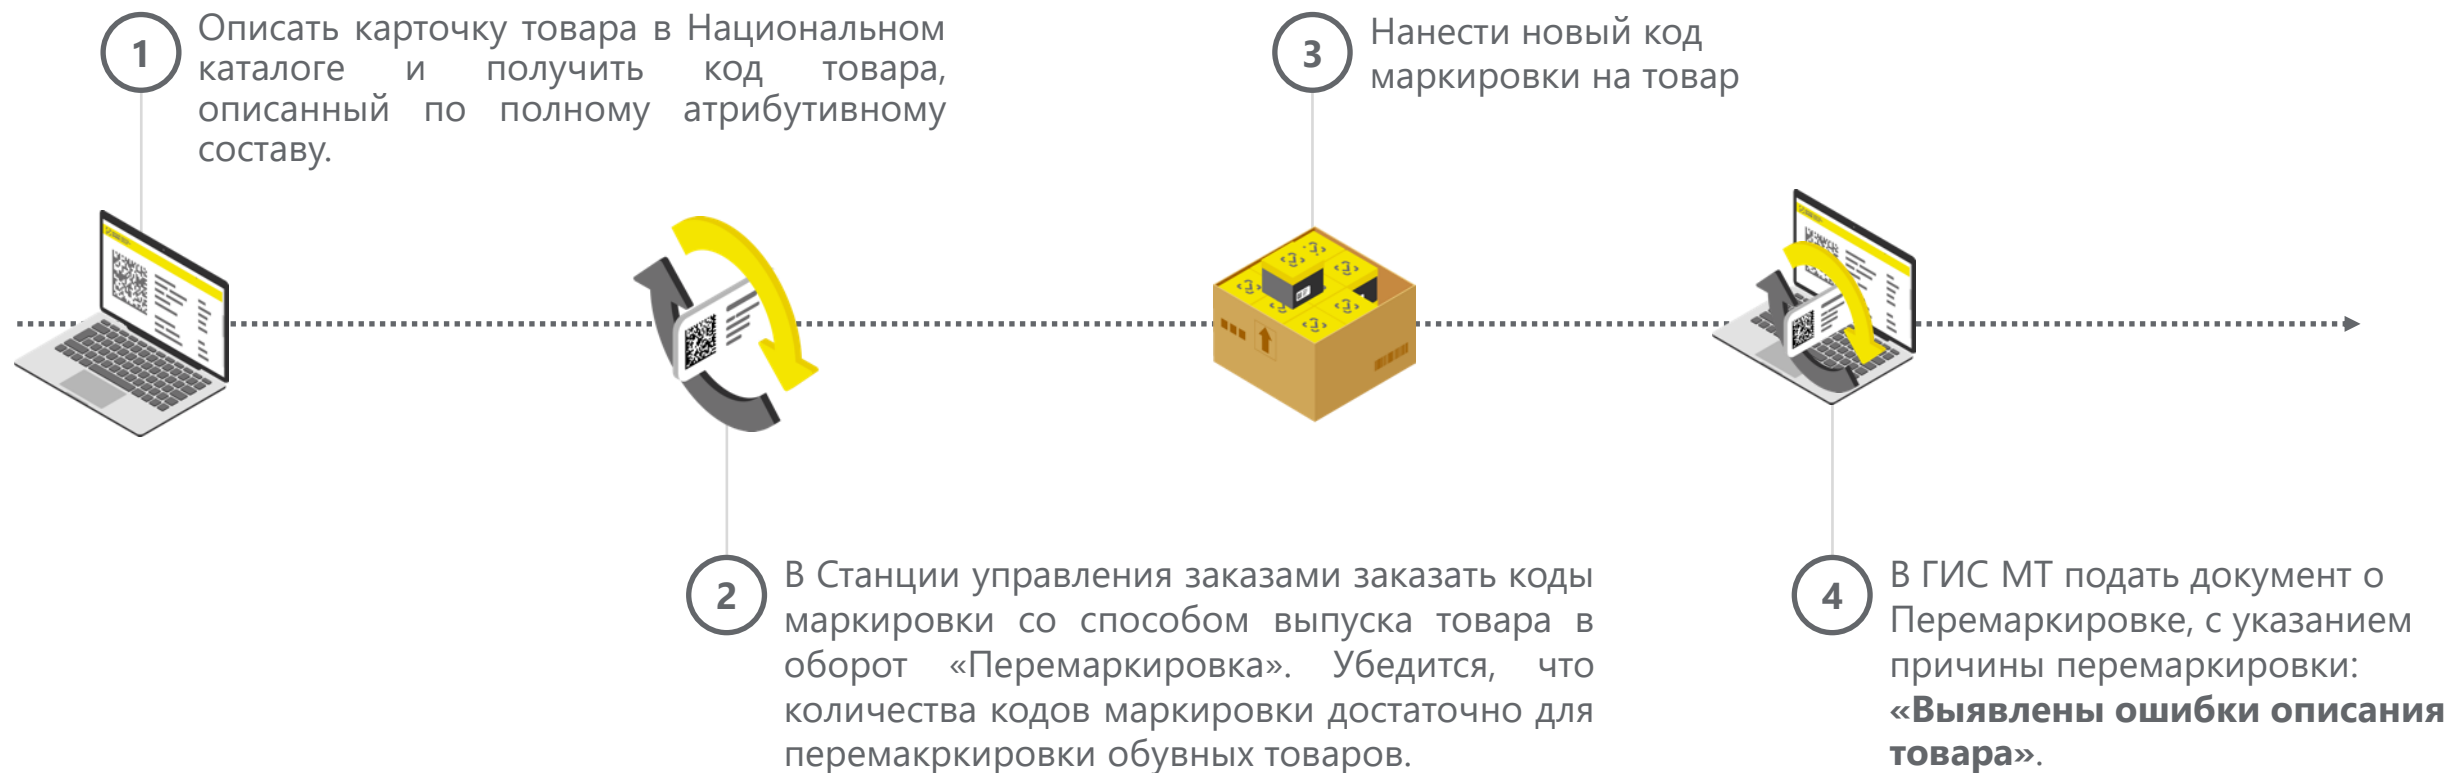 1
Описать карточку товара в Национальном
каталоге и получить код товара,
описанный по полному атрибутивному
составу.
2
В Станции управления заказами заказать коды
маркировки со способом выпуска товара в
оборот «Перемаркировка». Убедится, что
количества кодов маркировки достаточно для
перемакркировки обувных товаров.
3
Нанести новый код
маркировки на товар
4
В ГИС МТ подать документ о
Перемаркировке, с указанием
причины перемаркировки:
«Выявлены ошибки описания
товара».